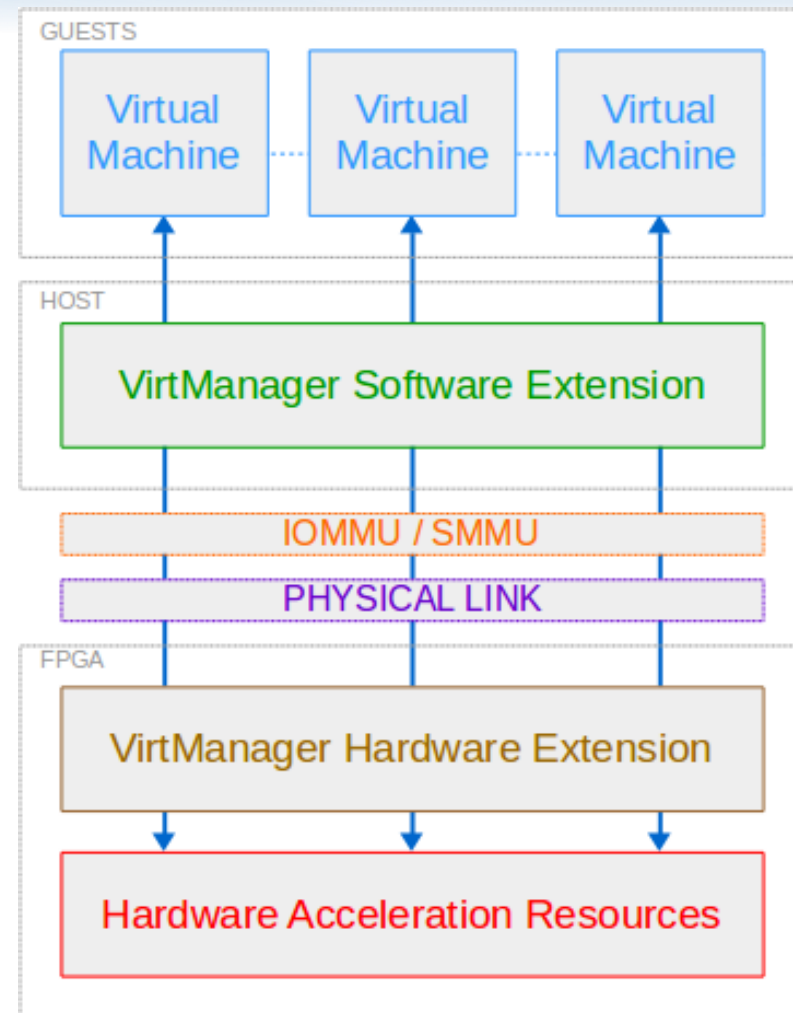 GUESTS
Virtual
Machine
Virtual
Machine
Virtual
Machine
HOST
VirtManager Software Extension
IOMMU / SMMU
PHYSICAL LINK
FPGA
VirtManager Hardware Extension
Hardware Acceleration Resources